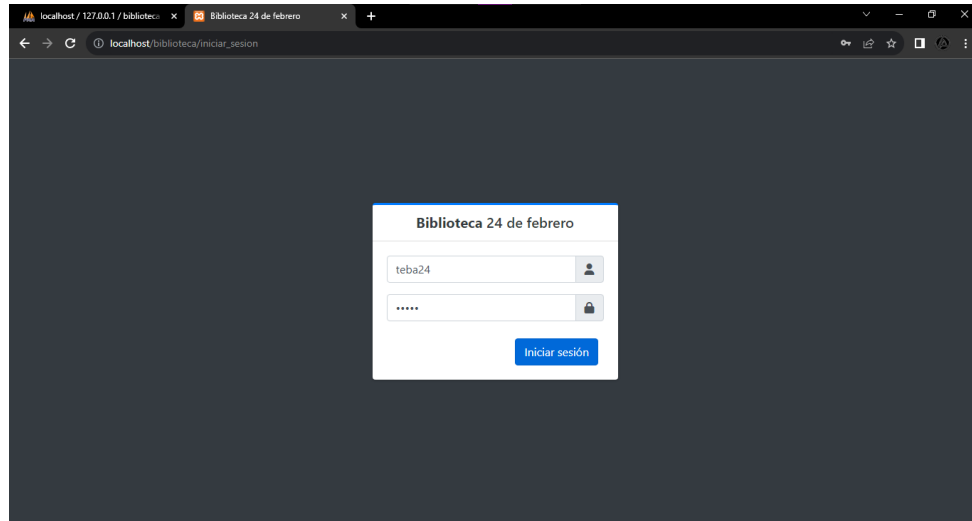 localhost / 127.0.0.1 / biblioteca
Biblioteca 24 de febrero
localhost/biblioteca/iniciar_sesion
Biblioteca 24 de febrero
teba24
•••••
Iniciar sesión